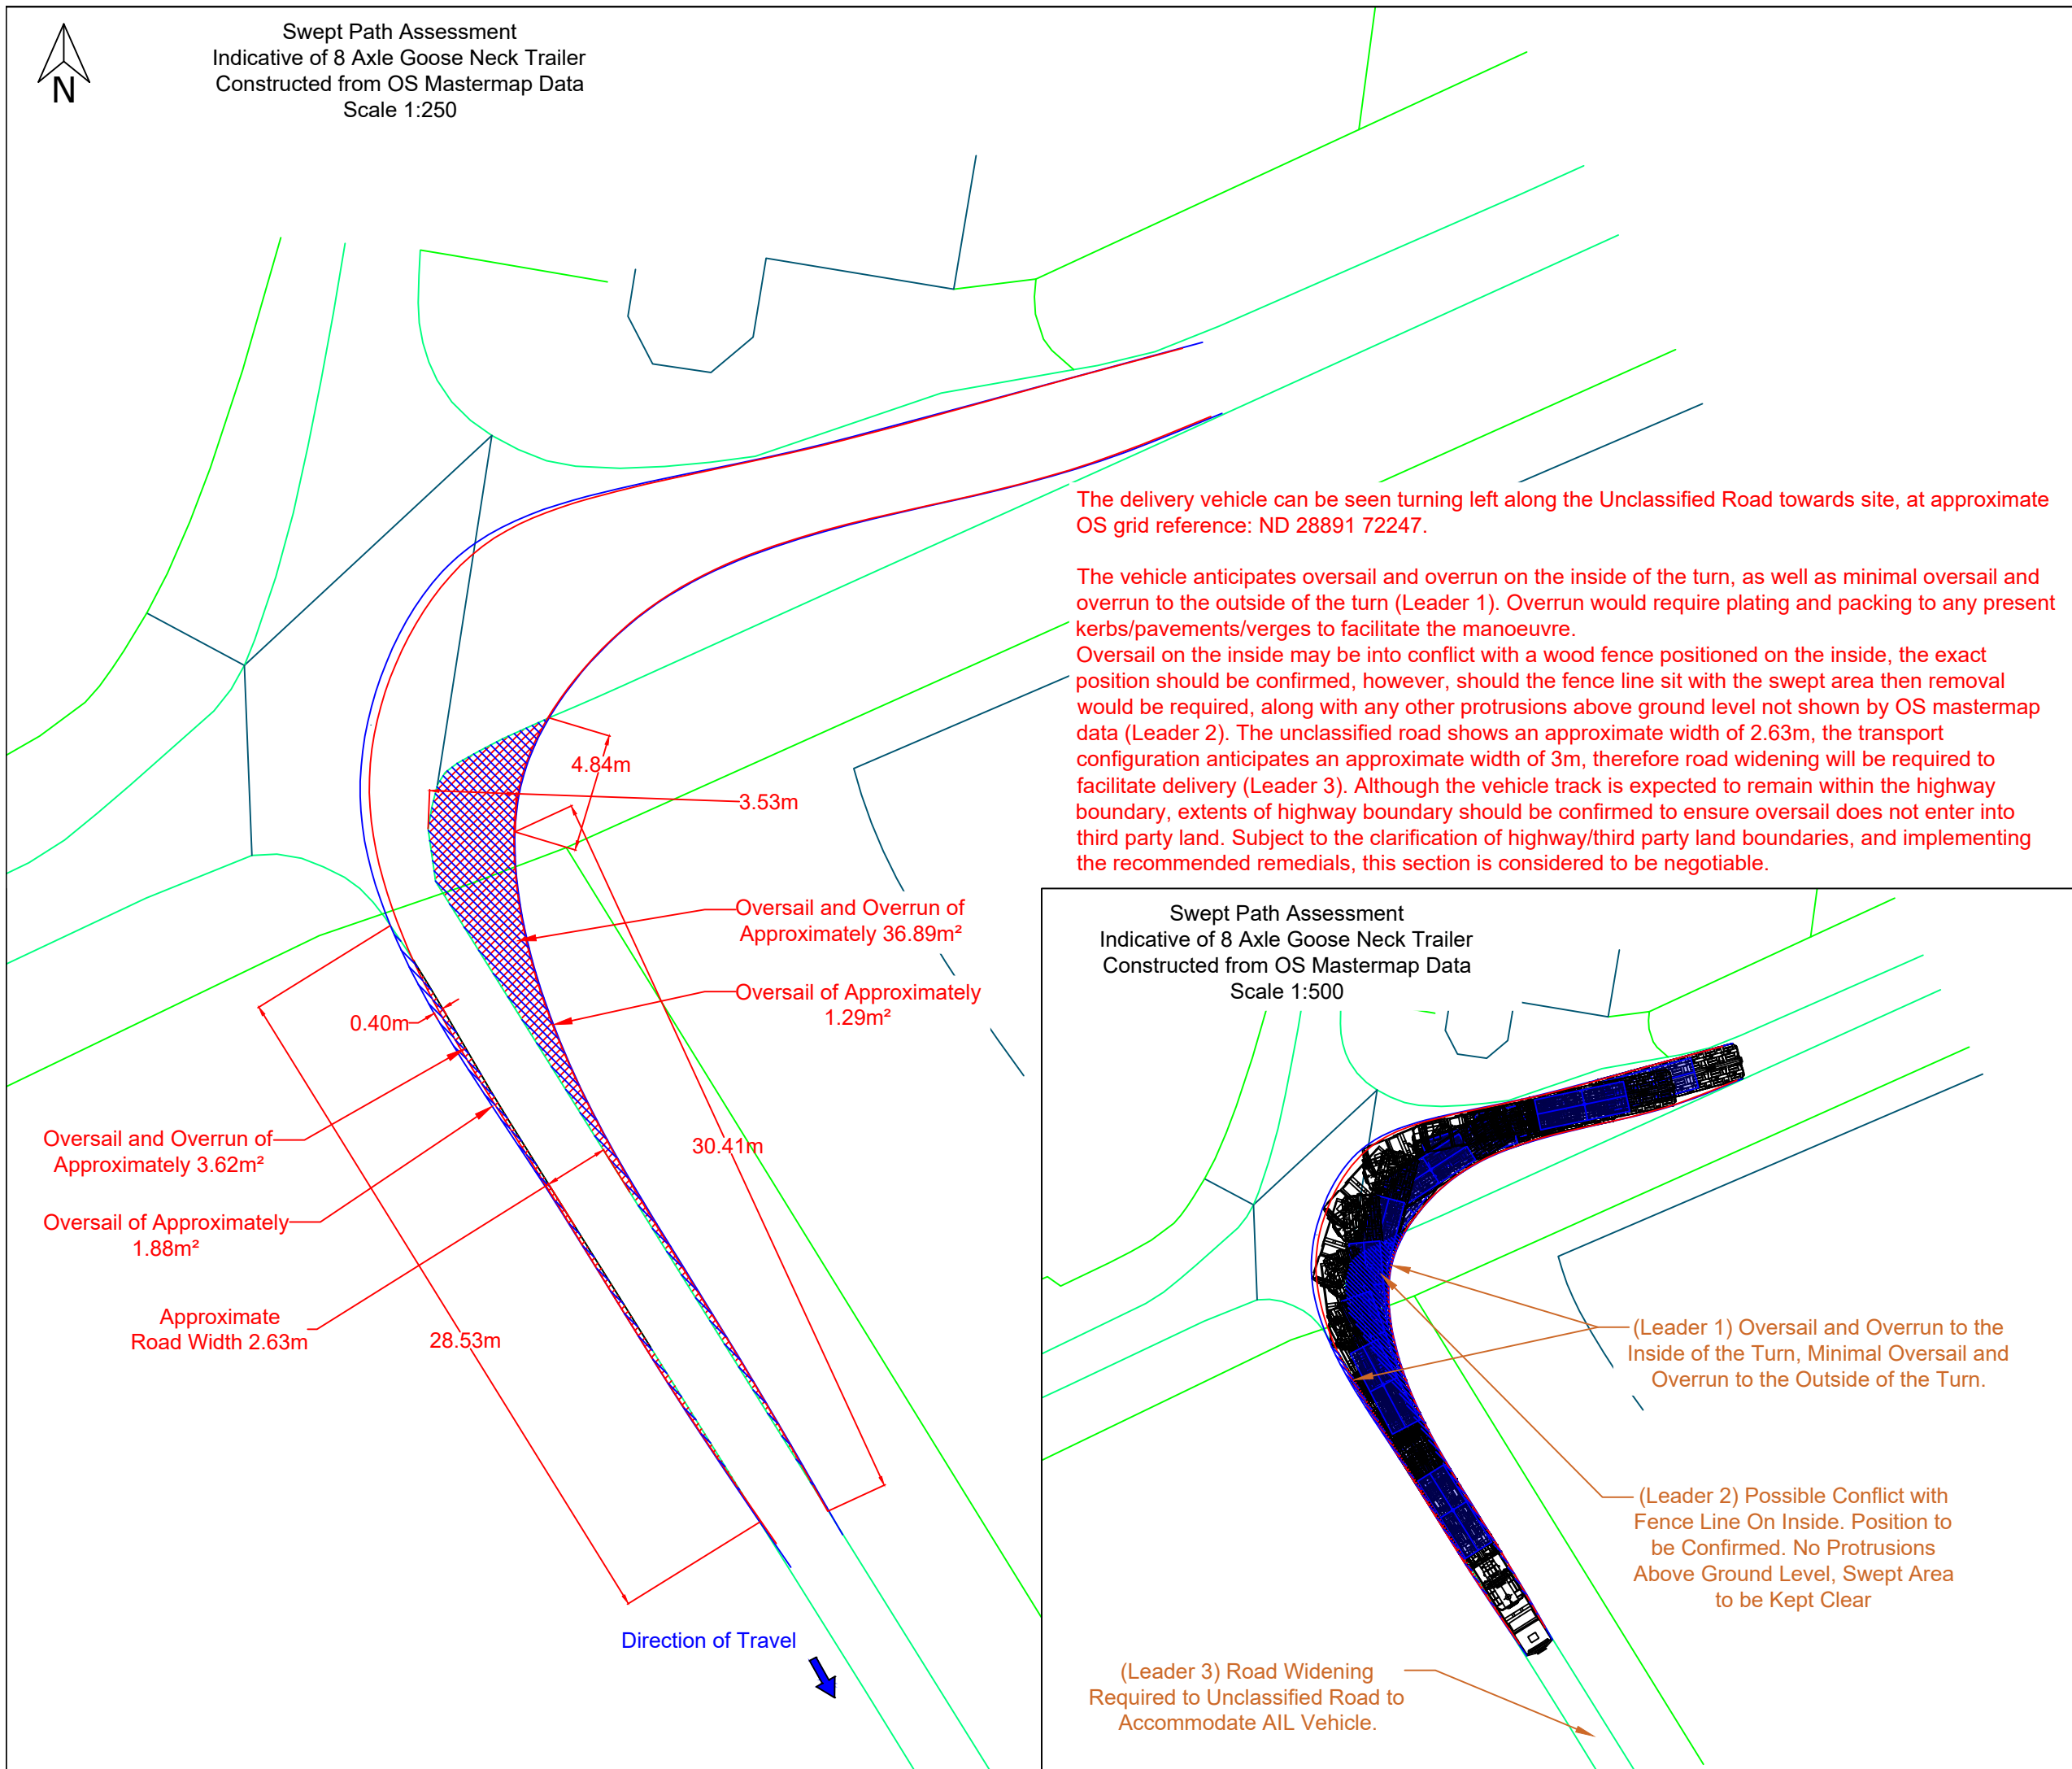 Swept Path Assessment
Indicative of 8 Axle Goose Neck Trailer
Constructed from OS Mastermap Data
Scale 1:250
N
The delivery vehicle can be seen turning left along the Unclassified Road towards site, at approximate
OS grid reference: ND 28891 72247.
The vehicle anticipates oversail and overrun on the inside of the turn, as well as minimal oversail and
overrun to the outside of the turn (Leader 1). Overrun would require plating and packing to any present
kerbs/pavements/verges to facilitate the manoeuvre.
Oversail on the inside may be into conflict with a wood fence positioned on the inside, the exact
position should be confirmed, however, should the fence line sit with the swept area then removal
would be required, along with any other protrusions above ground level not shown by OS mastermap
data (Leader 2). The unclassified road shows an approximate width of 2.63m, the transport
configuration anticipates an approximate width of 3m, therefore road widening will be required to
facilitate delivery (Leader 3). Although the vehicle track is expected to remain within the highway
boundary, extents of highway boundary should be confirmed to ensure oversail does not enter into
third party land. Subject to the clarification of highway/third party land boundaries, and implementing
the recommended remedials, this section is considered to be negotiable.
4.84m
3.53m
Oversail and Overrun of
Approximately 36.89m²
Oversail of Approximately
1.29m²
0.40m
Oversail and Overrun of
Approximately 3.62m²
30.41m
Oversail of Approximately
1.88m²
Approximate
Road Width 2.63m
28.53m
Direction of Travel
Swept Path Assessment
Indicative of 8 Axle Goose Neck Trailer
Constructed from OS Mastermap Data
Scale 1:500
(Leader 1) Oversail and Overrun to the
Inside of the Turn, Minimal Oversail and
Overrun to the Outside of the Turn.
(Leader 2) Possible Conflict with
Fence Line On Inside. Position to
be Confirmed. No Protrusions
Above Ground Level, Swept Area
to be Kept Clear
(Leader 3) Road Widening
Required to Unclassified Road to
Accommodate AIL Vehicle.